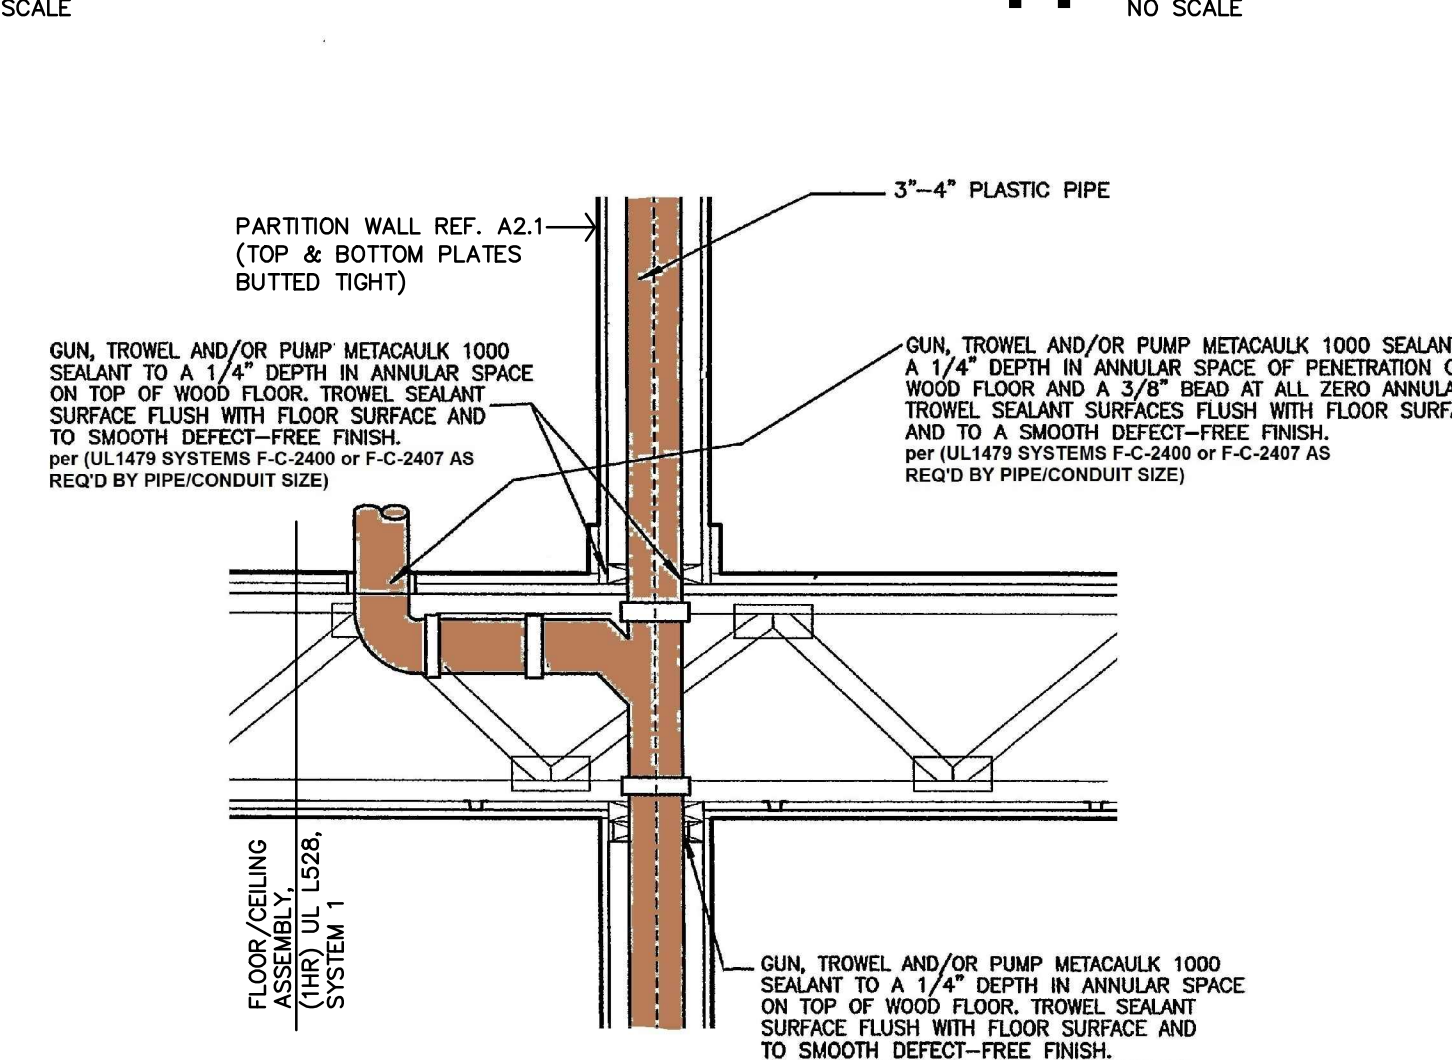 SCALE
NO SCALE
3"-4" PLASTIC PIPE
PARTITION WALL REF. A2.1
(TOP & BOTTOM PLATES
BUTTED TIGHT)
GUN, TROWEL AND/OR PUMP METACAULK 1000
SEALANT TO A 1/4" DEPTH IN ANNULAR SPACE
ON TOP OF WOOD FLOOR. TROWEL SEALANT
SURFACE FLUSH WITH FLOOR SURFACE AND
TO SMOOTH DEFECT-FREE FINISH.
per (UL1479 SYSTEMS F-C-2400 or F-C-2407 AS
REQ'D BY PIPE/CONDUIT SIZE)
GUN, TROWEL AND/OR PUMP METACAULK 1000 SEALAN
A 1/4" DEPTH IN ANNULAR SPACE OF PENETRATION
WOOD FLOOR AND A 3/8" BEAD AT ALL ZERO ANNULA
TROWEL SEALANT SURFACES FLUSH WITH FLOOR SURF
AND TO A SMOOTH DEFECT-FREE FINISH.
per (UL1479 SYSTEMS F-C-2400 or F-C-2407 AS
REQ'D BY PIPE/CONDUIT SIZE)
FLOOR/CEILING
ASSEMBLY,
(1HR) UL L528,
SYSTEM 1
GUN, TROWEL AND/OR PUMP METACAULK 1000
SEALANT TO A 1/4" DEPTH IN ANNULAR SPACE
ON TOP OF WOOD FLOOR. TROWEL SEALANT
SURFACE FLUSH WITH FLOOR SURFACE AND
TO SMOOTH DEFECT-FREE FINISH.